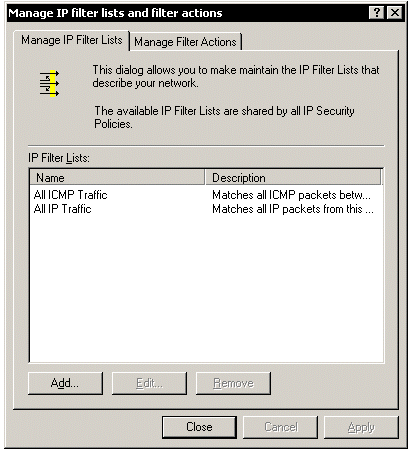 Manage IP filter lists and filter actions
Manage IP Filter Lists Manage Filter Actions
This dialog allows you to make maintain the IP Filter Lists that
describe your network.
The available IP Filter Lists are shared by all IP Security
Policies.
IP Filter Lists:
Name Description
All ICMP Traffic Matches all ICMP packets betw...
All IP Traffic Matches all IP packets from this ...
Add... Edit... Remove
Close Cancel Apply